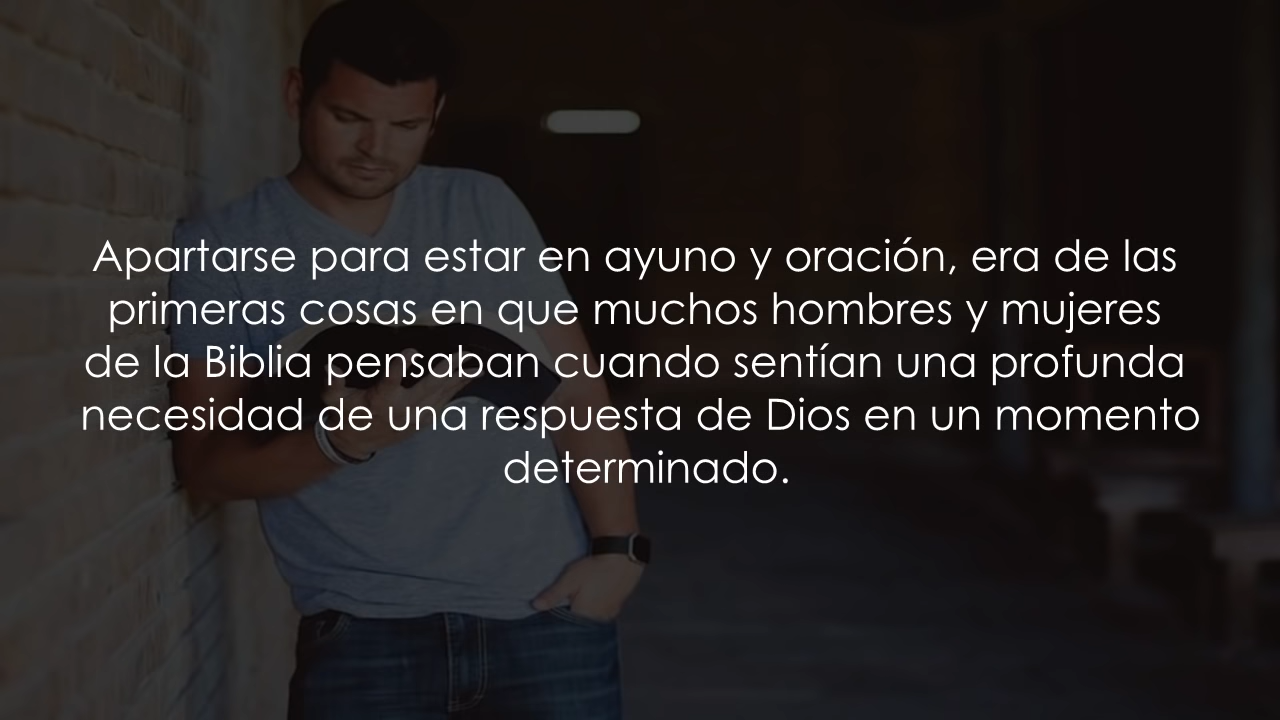 Apartarse para estar en ayuno y oración, era de las
primeras cosas en que muchos hombres y mujeres
de la Biblia pensaban cuando sentían una profunda
necesidad de una respuesta de Dios en un momento
determinado.